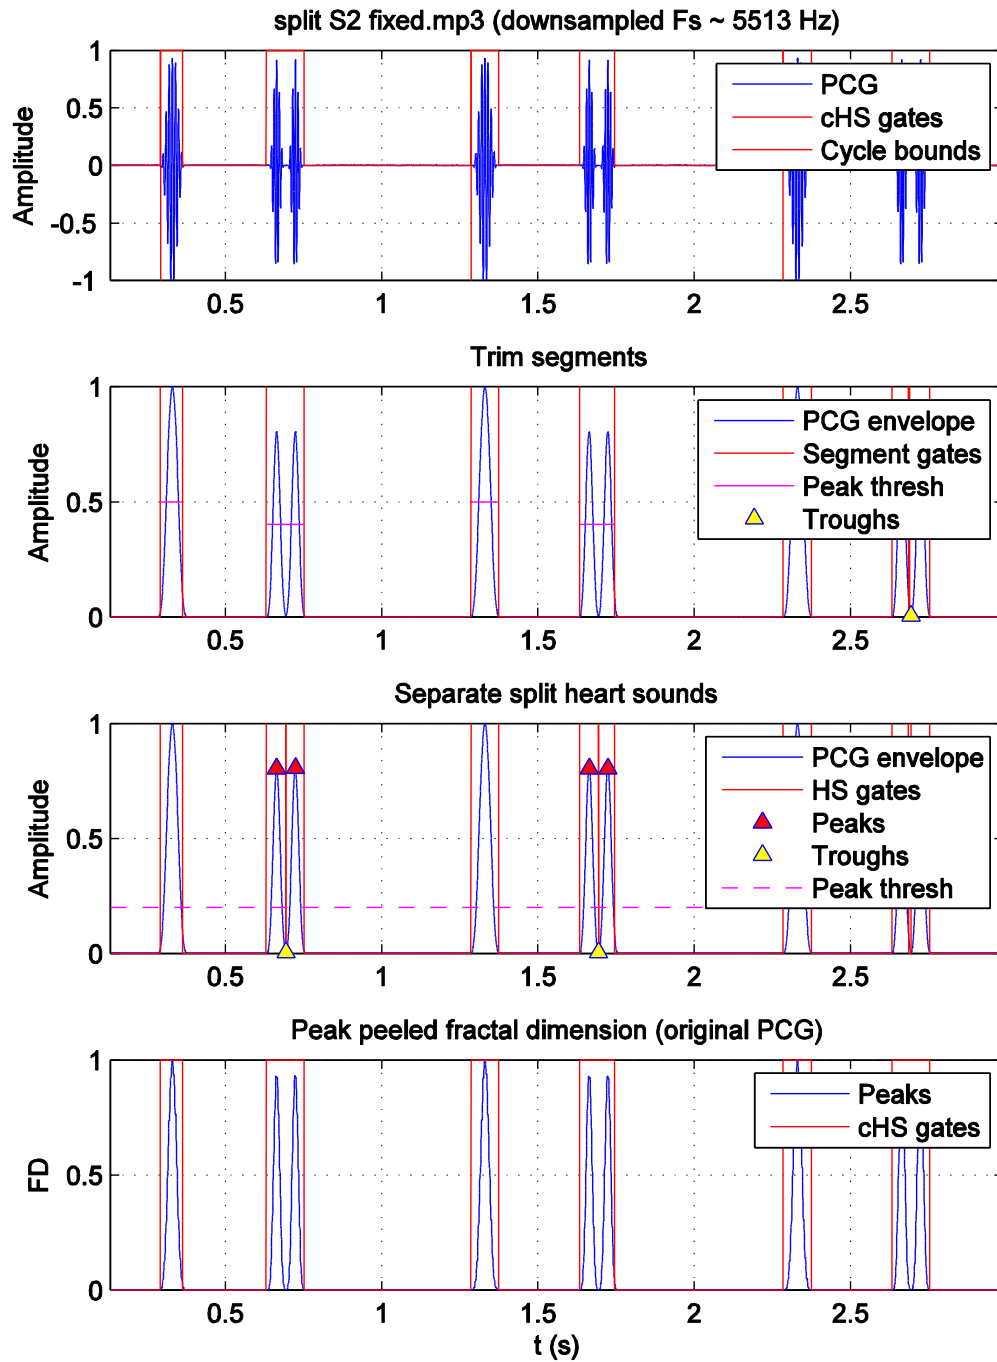 split S2 fixed.mp3 (downsampled Fs ~ 5513 Hz)
1
0.5
0
-0.5
-1
Amplitude
PCG
cHS gates
Cycle bounds
0.5 1 1.5 2 2.5
Trim segments
1
0.5
0
Amplitude
PCG envelope
Segment gates
Peak thresh
Troughs
0.5 1 1.5 2 2.5
Separate split heart sounds
1
0.5
0
Amplitude
PCG envelope
HS gates
Peaks
Troughs
Peak thresh
0.5 1 1.5 2 2.5
Peak peeled fractal dimension (original PCG)
1
0.5
0
FD
Peaks
cHS gates
0.5 1 1.5 2 2.5
t (s)